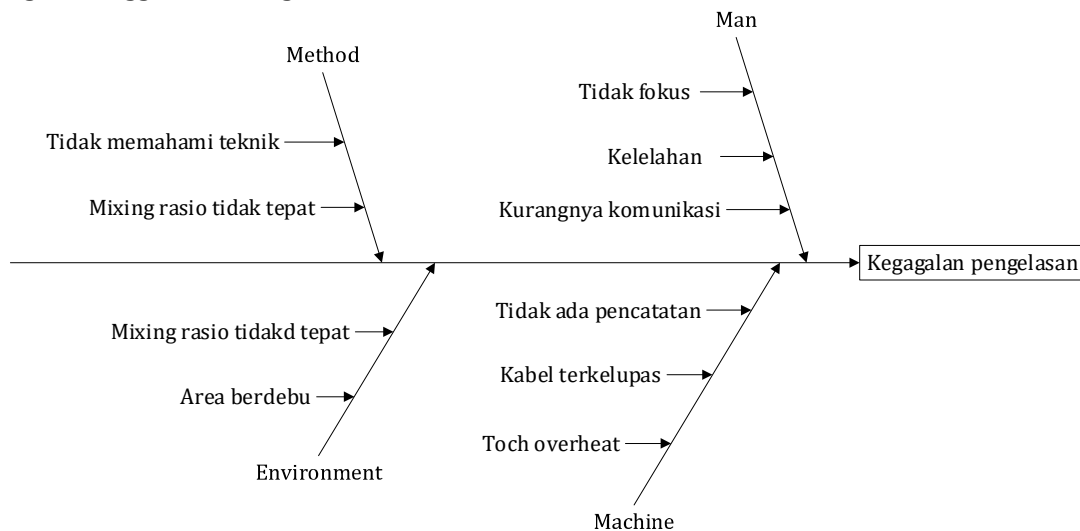 Man
Method
Tidak fokus
Tidak memahami teknik
Kelelahan
Mixing rasio tidak tepat
Kurangnya komunikasi
Kegagalan pengelasan
Tidak ada pencatatan
Mixing rasio tidakd tepat
Kabel terkelupas
Area berdebu
Toch overheat
Environment
Machine